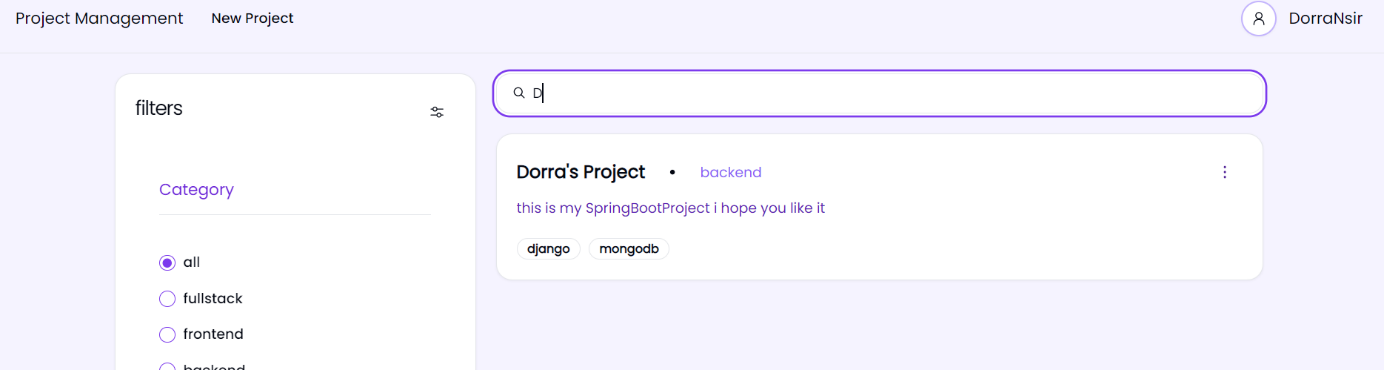 Project Management New Project DorraNsir
filters
Category
all
fullstack
frontend
backend
D
Dorra's Project • backend
this is my SpringBootProject i hope you like it
django mongodb